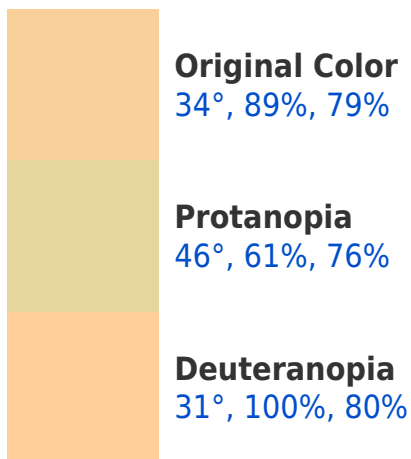 Original Color
34°, 89%, 79%
Protanopia
46°, 61%, 76%
Deuteranopia
31°, 100%, 80%